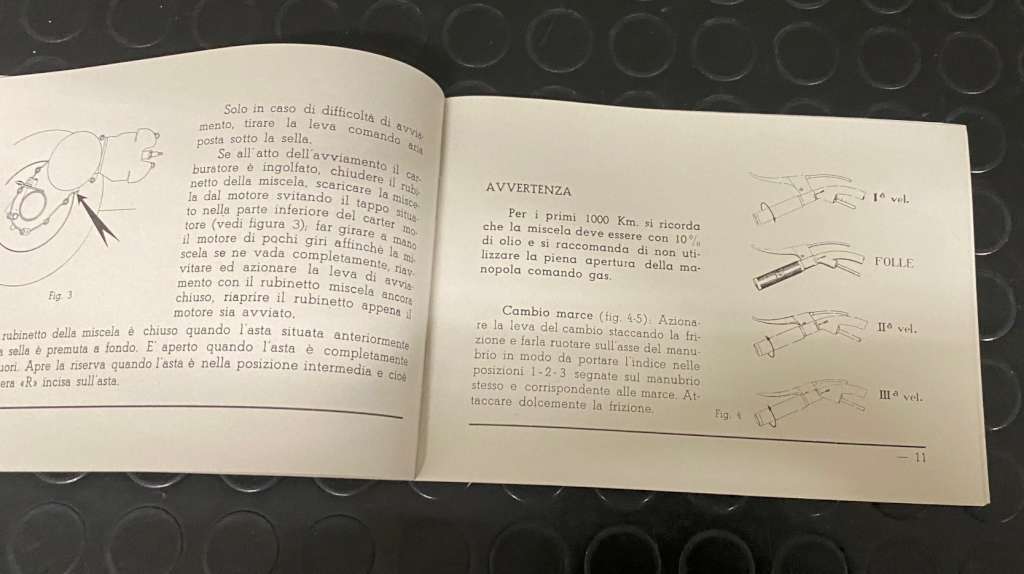 Solo in caso di difficoltà di avvia-
mento, tirare la leva comando aria
posta sotto la sella.
Se all'atto dell'avviamento il car-
buratore è ingolfato, chiudere il rubi-
netto della miscela, scaricare la misce-
la dal motore svitando il tappo situa-
to nella parte inferiore del carter mo-
tore (vedi figura 3), far girare a mano
il motore di pochi giri affinchè la mi-
scela se ne vada completamente, riav-
vitare ed azionare la leva di avvia-
mento con il rubinetto miscela ancora
chiuso, riaprire il rubinetto appena il
motore sia avviato.
Fig. 3
rubinetto della miscela è chiuso quando l'asta situata anteriormente
a sella è premuta a fondo. E' aperto quando l'asta è completamente
uori. Apre la riserva quando l'asta è nella posizione intermedia e cioè
era «R» incisa sull'asta.
AVVERTENZA
Per i primi 1000 Km. si ricorda
che la miscela deve essere con 10%
di olio e si raccomanda di non uti-
lizzare la piena apertura della ma-
nopola comando gas.
Cambio marce (fig. 4-5). Aziona-
re la leva del cambio staccando la fri-
zione e farla ruotare sull'asse del manu-
brio in modo da portare l'indice nelle
posizioni 1-2-3 segnate sul manubrio
stesso e corrispondente alle marce. At-
taccare dolcemente la frizione.
Iª vel.
FOLLE
IIª vel.
IIIª vel.
Fig. 4
— 11